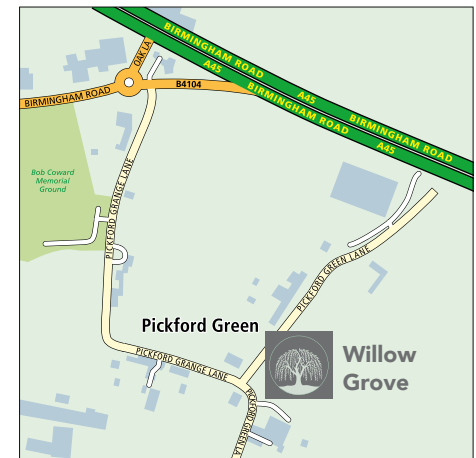 OAK LA
BIRMINGHAM ROAD
A45
A45
BIRMINGHAM ROAD
BIRMINGHAM ROAD
A45
B4104
BIRMINGHAM ROAD
Bob Coward
Memorial
Ground
PICKFORD GRANGE LANE
PICKFORD GREEN LANE
Pickford Green
PICKFORD GRANGE LANE
Willow
Grove
PICKFORD GREEN LA